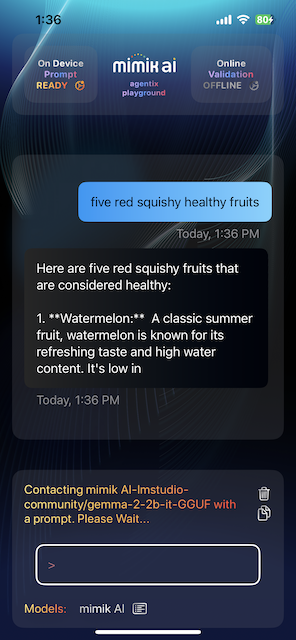 1:36
80
On Device
Prompt
READY
mimik ai
agentix
playground
Online
Validation
OFFLINE
five red squishy healthy fruits
Today, 1:36 PM
Here are five red squishy fruits that
are considered healthy:
1. **Watermelon:**  A classic summer
fruit, watermelon is known for its
refreshing taste and high water
content. It's low in
Today, 1:36 PM
Contacting mimik AI-lmstudio-
community/gemma-2-2b-it-GGUF with
a prompt. Please Wait...
>
Models: mimik AI